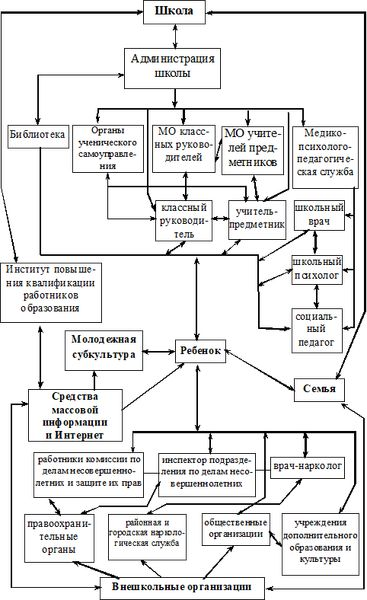 Школа
Администрация
школы
Библиотека
Органы
ученического
самоуправле-
ния
МО класс-
ных руково-
дителей
МО учите-
лей пред-
метников
Медико-
психолого-
педагогичес-
кая служба
классный
руководи-
тель
учитель-
предметник
школьный
врач
школьный
психолог
социаль-
ный
педагог
Институт повыше-
ния квалификации
работников
образования
Молодежная
субкультура
Ребенок
Семья
Средства
массовой
информации
и Интернет
работники комиссии по
делам несовершенно-
летних и защите их прав
инспектор подразде-
ления по делам несо-
вершеннолетних
врач-нарколог
правоохрани-
тельные
органы
районная и
городская нарколо-
гическая служба
общественные
организации
учреждения
дополнительного
образования и
культуры
Внешкольные организации